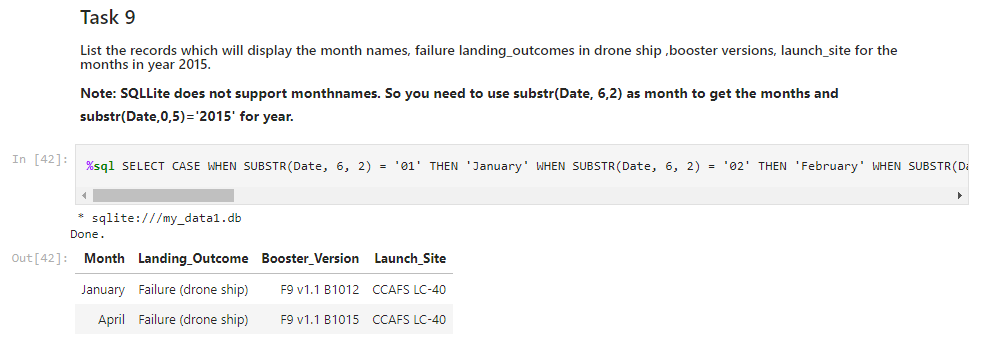 Task 9
List the records which will display the month names, failure landing_outcomes in drone ship ,booster versions, launch_site for the
months in year 2015.
Note: SQLLite does not support monthnames. So you need to use substr(Date, 6,2) as month to get the months and
substr(Date,0,5)='2015' for year.
In [42]: %sql SELECT CASE WHEN SUBSTR(Date, 6, 2) = '01' THEN 'January' WHEN SUBSTR(Date, 6, 2) = '02' THEN 'February' WHEN SUBSTR(Da
* sqlite:///my_data1.db
Done.
Out[42]: Month Landing_Outcome Booster_Version Launch_Site
January Failure (drone ship) F9 v1.1 B1012 CCAFS LC-40
April Failure (drone ship) F9 v1.1 B1015 CCAFS LC-40